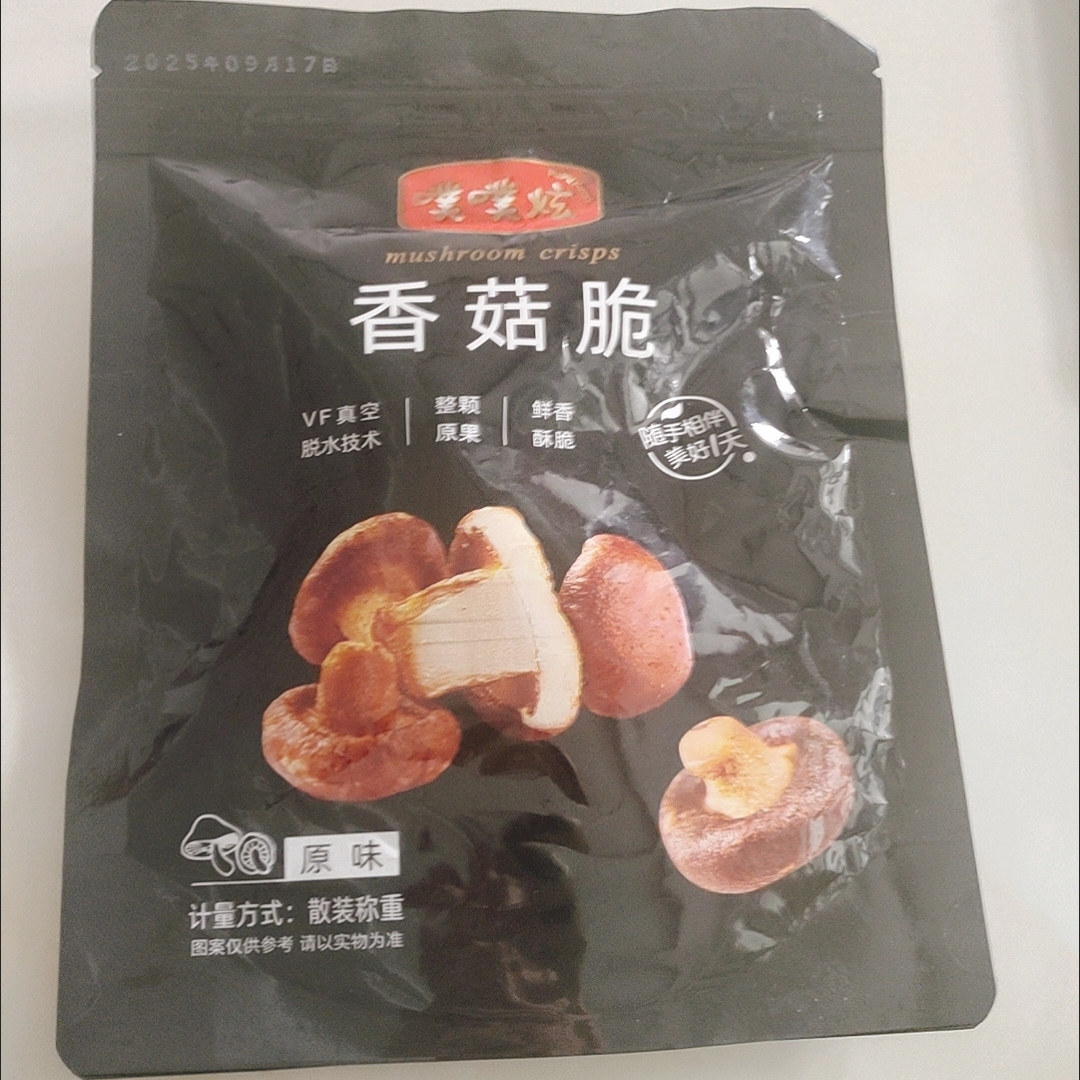 2025年09月17日
噗噗炫
mushroom crisps
香菇脆
VF真空
脱水技术
整颗
原果
鲜香
酥脆
随手相伴
美好1天
原味
计量方式：散装称重
图案仅供参考 请以实物为准